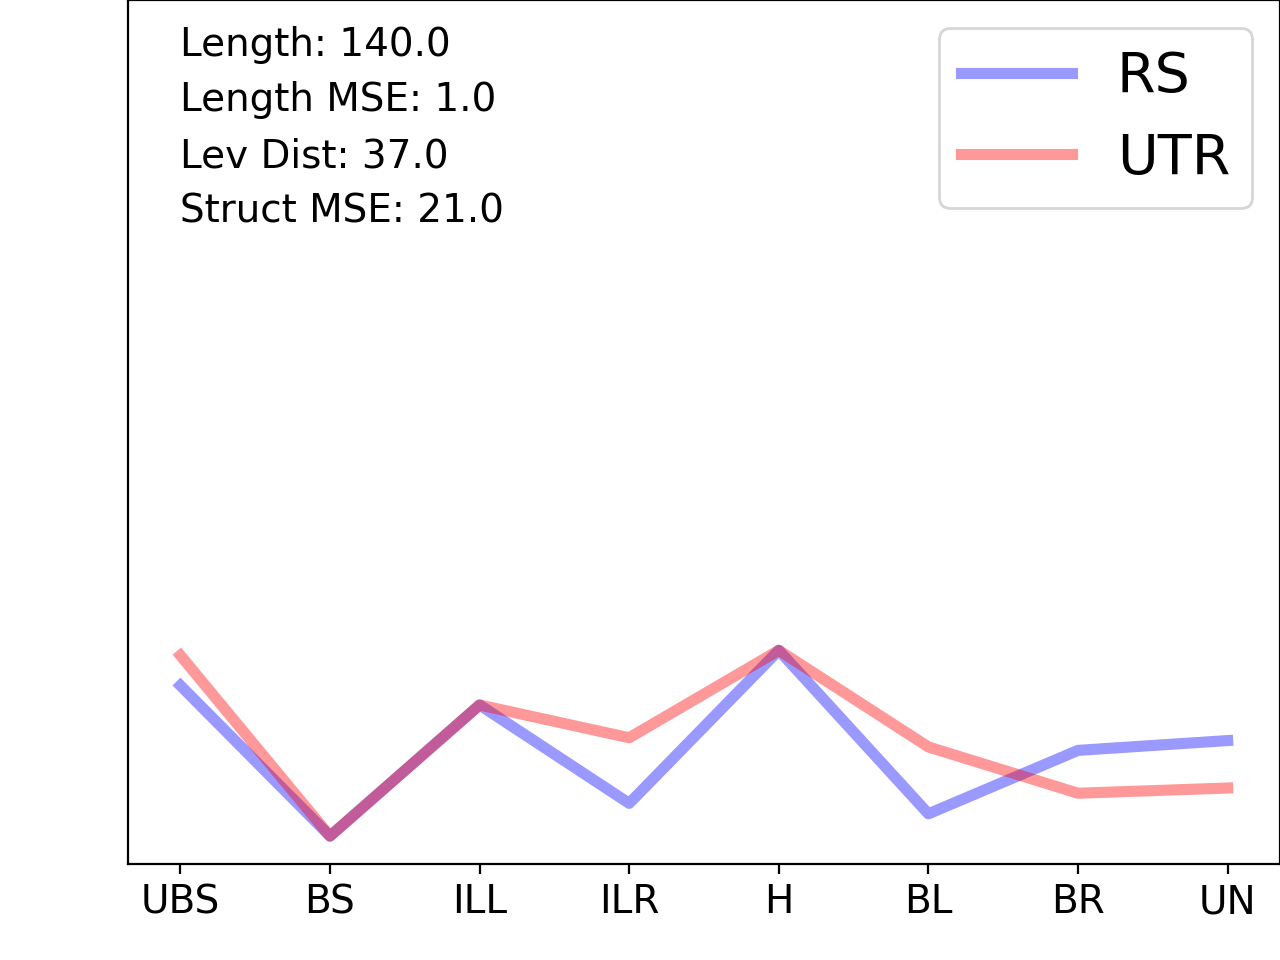 Length: 140.0
Length MSE: 1.0
Lev Dist: 37.0
Struct MSE: 21.0
RS
UTR
UBS BS ILL ILR H BL BR UN